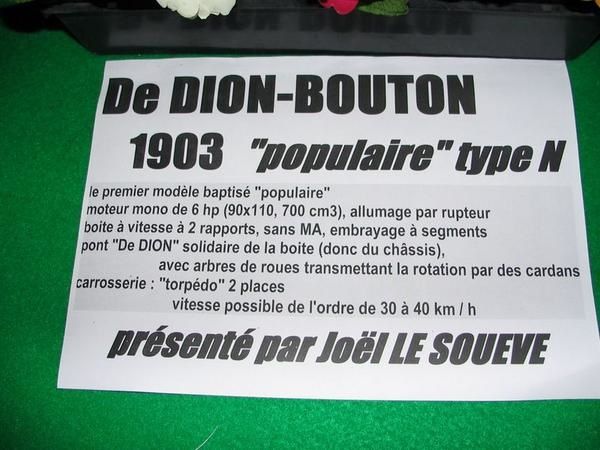 De DION-BOUTON
1903 "populaire" type N
le premier modèle baptisé "populaire"
moteur mono de 6 hp (90x110, 700 cm3), allumage par rupteur
boite à vitesse à 2 rapports, sans MA, embrayage à segments
pont "De DION" solidaire de la boite (donc du châssis),
avec arbres de roues transmettant la rotation par des cardans
carrosserie : "torpédo" 2 places
vitesse possible de l'ordre de 30 à 40 km / h
présenté par Joël LE SOUEVE